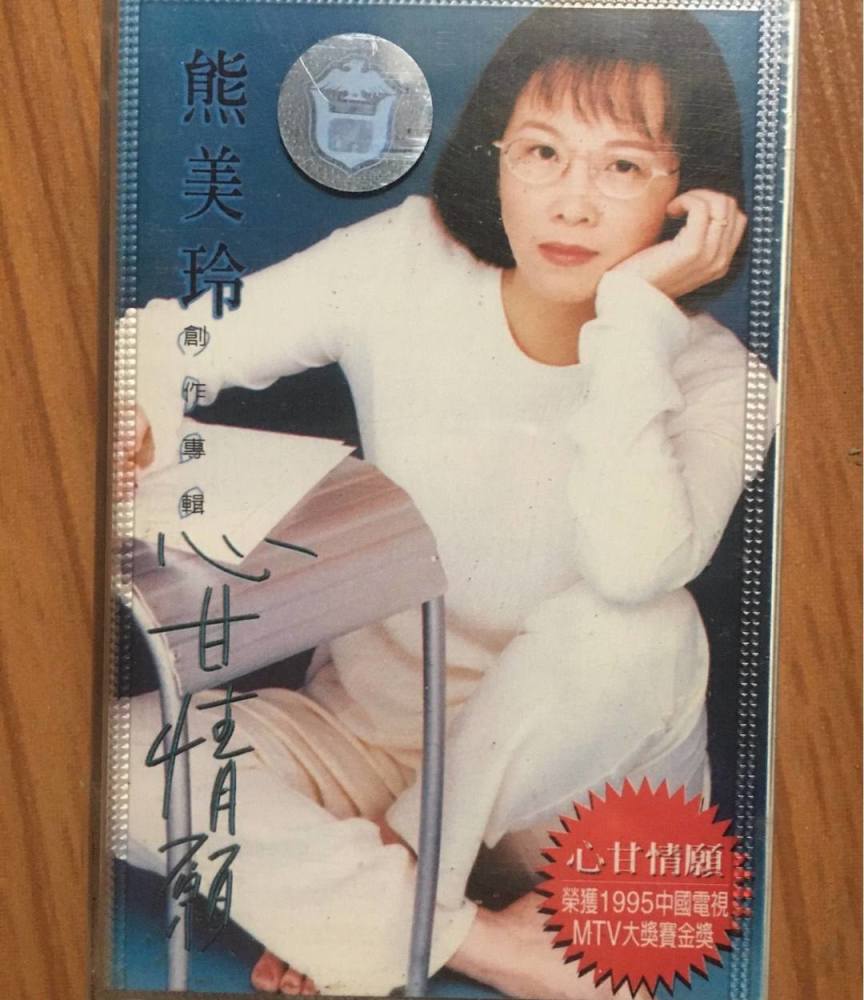 熊美玲
創作專輯
心甘情願
心甘情願
榮獲1995中國電視
MTV大獎賽金獎